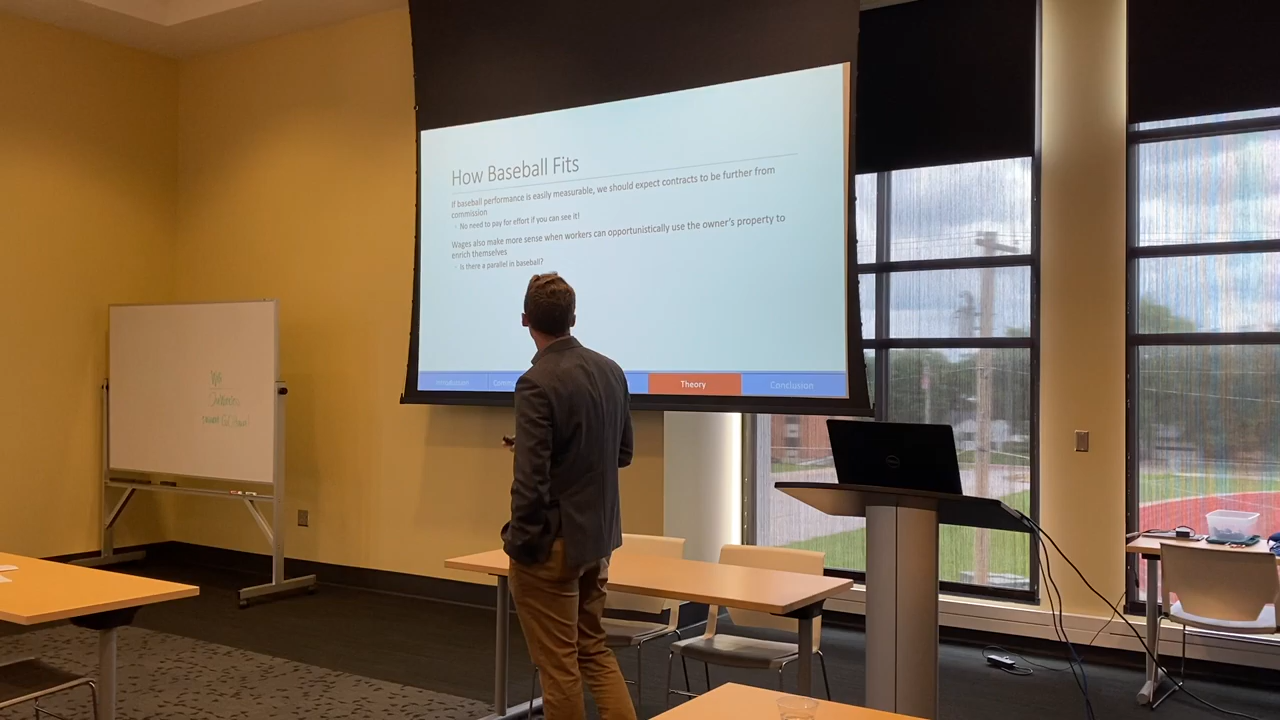 How Baseball Fits
If baseball performance is easily measurable, we should expect contracts to be further from
commission
No need to pay for effort if you can see it!
Wages also make more sense when workers can opportunistically use the owner's property to
enrich themselves
Is there a parallel in baseball?
Introduction
Theory
Conclusion
DELL